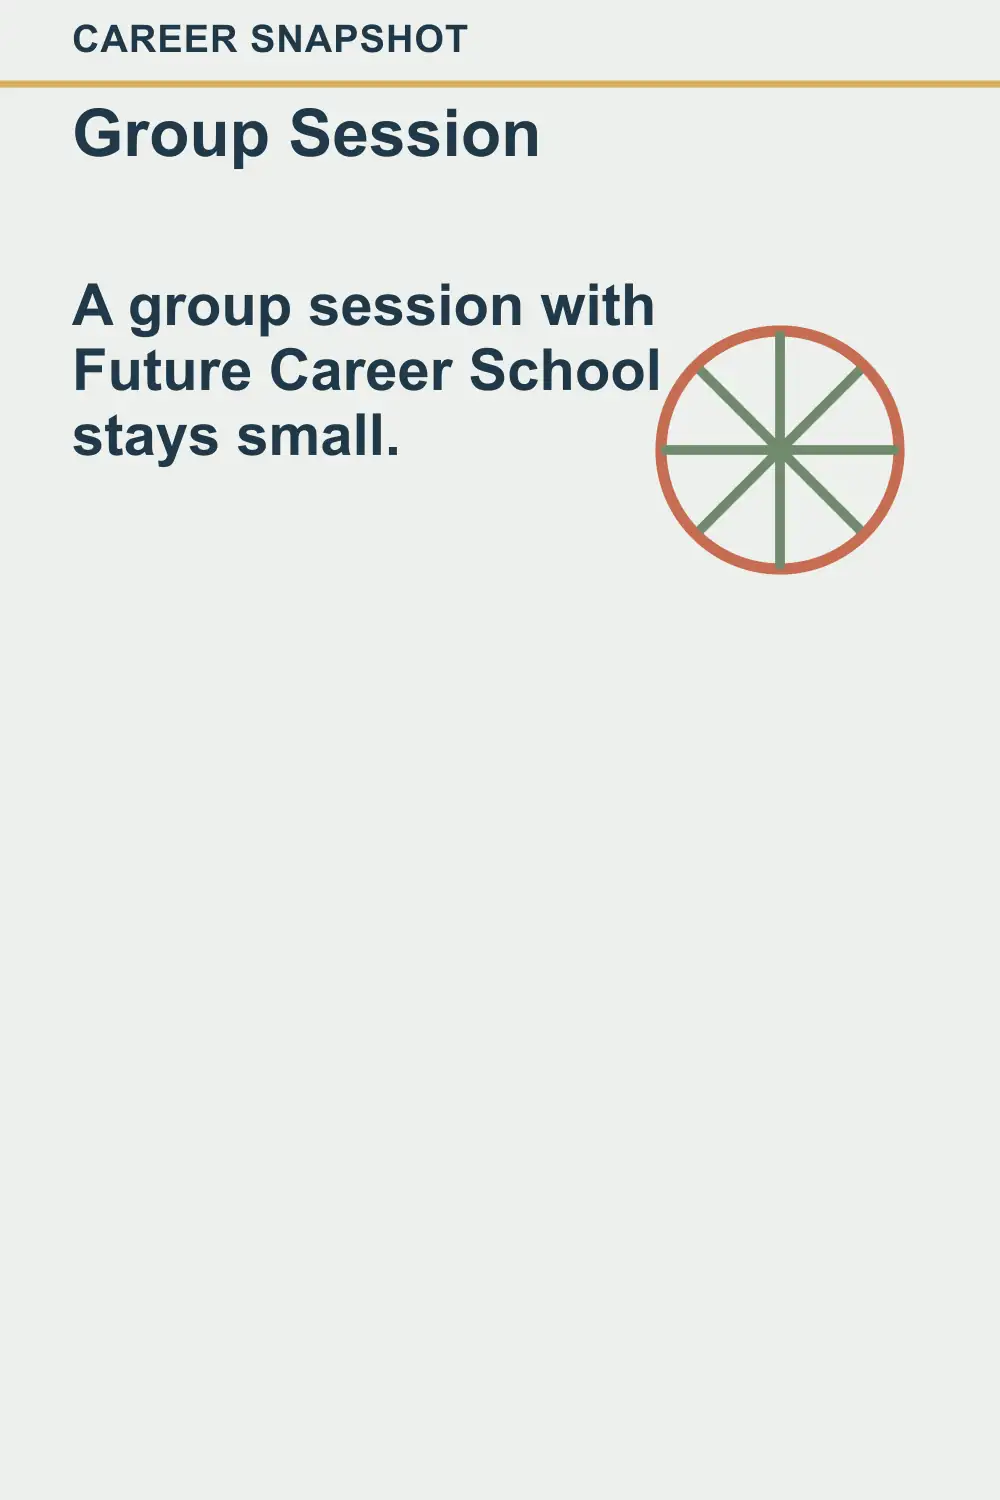 CAREER SNAPSHOT
Group Session
A group session with
Future Career School
stays small.